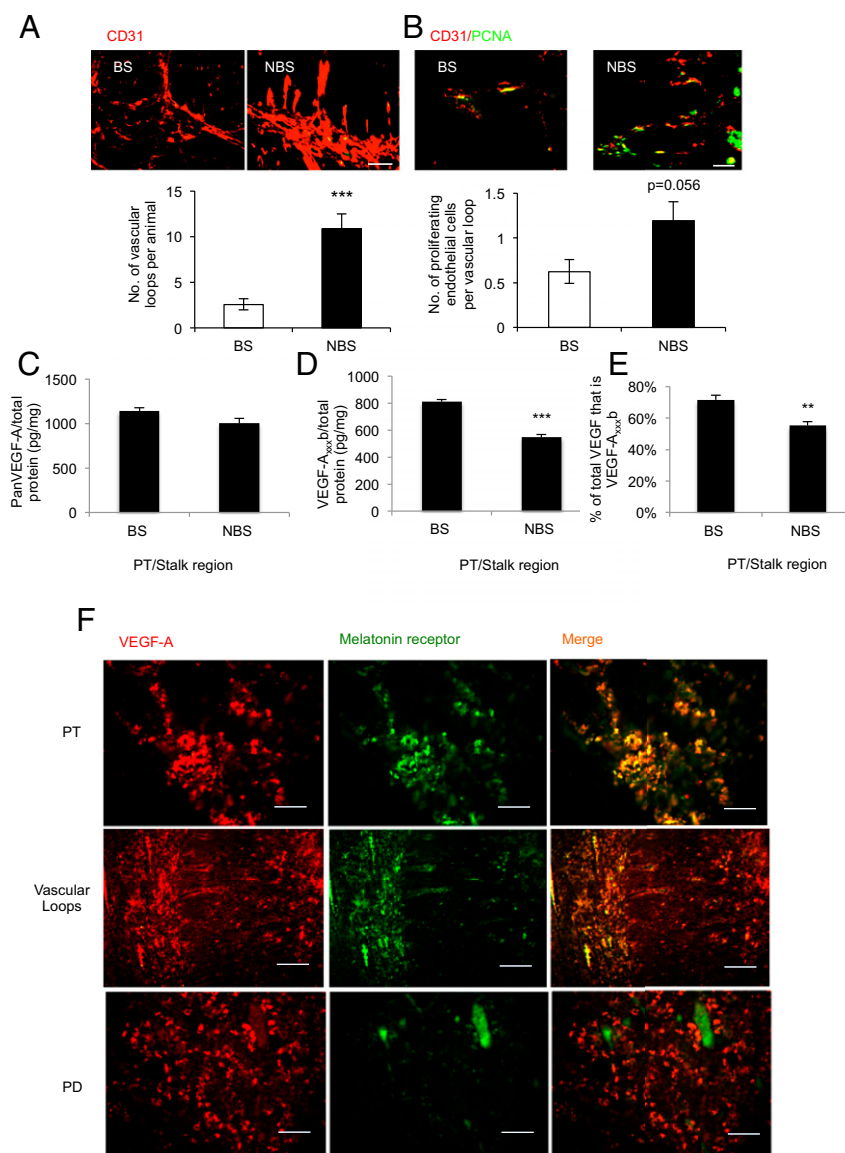 A
CD31
BS
NBS
No. of vascular
loops per animal
15
10
5
0
***
BS
NBS
B
CD31/PCNA
BS
NBS
No. of proliferating
endothelial cells
per vascular loop
1.5
1
0.5
0
p=0.056
BS
NBS
C
PanVEGF-A/total
protein (pg/mg)
1500
1000
500
0
BS
NBS
PT/Stalk region
D
VEGF-Axxxb/total
protein (pg/mg)
800
600
400
200
0
***
BS
NBS
PT/Stalk region
E
% of total VEGF that is
VEGF-Axxxb
80%
60%
40%
20%
0%
**
BS
NBS
PT/Stalk region
F
VEGF-A
Melatonin receptor
Merge
PT
Vascular
Loops
PD